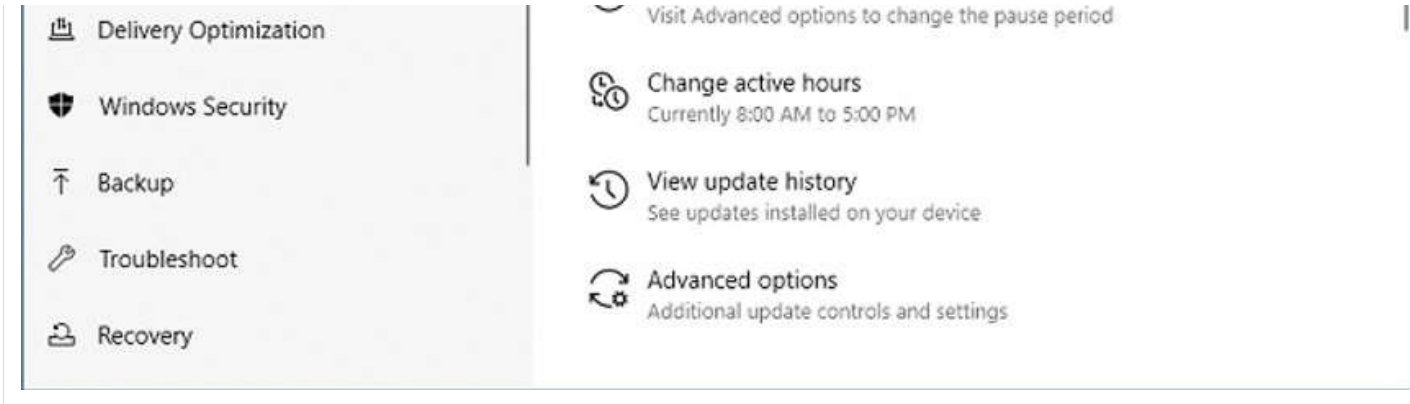 Delivery Optimization
Windows Security
Backup
Troubleshoot
Recovery
Visit Advanced options to change the pause period
Change active hours
Currently 8:00 AM to 5:00 PM
View update history
See updates installed on your device
Advanced options
Additional update controls and settings